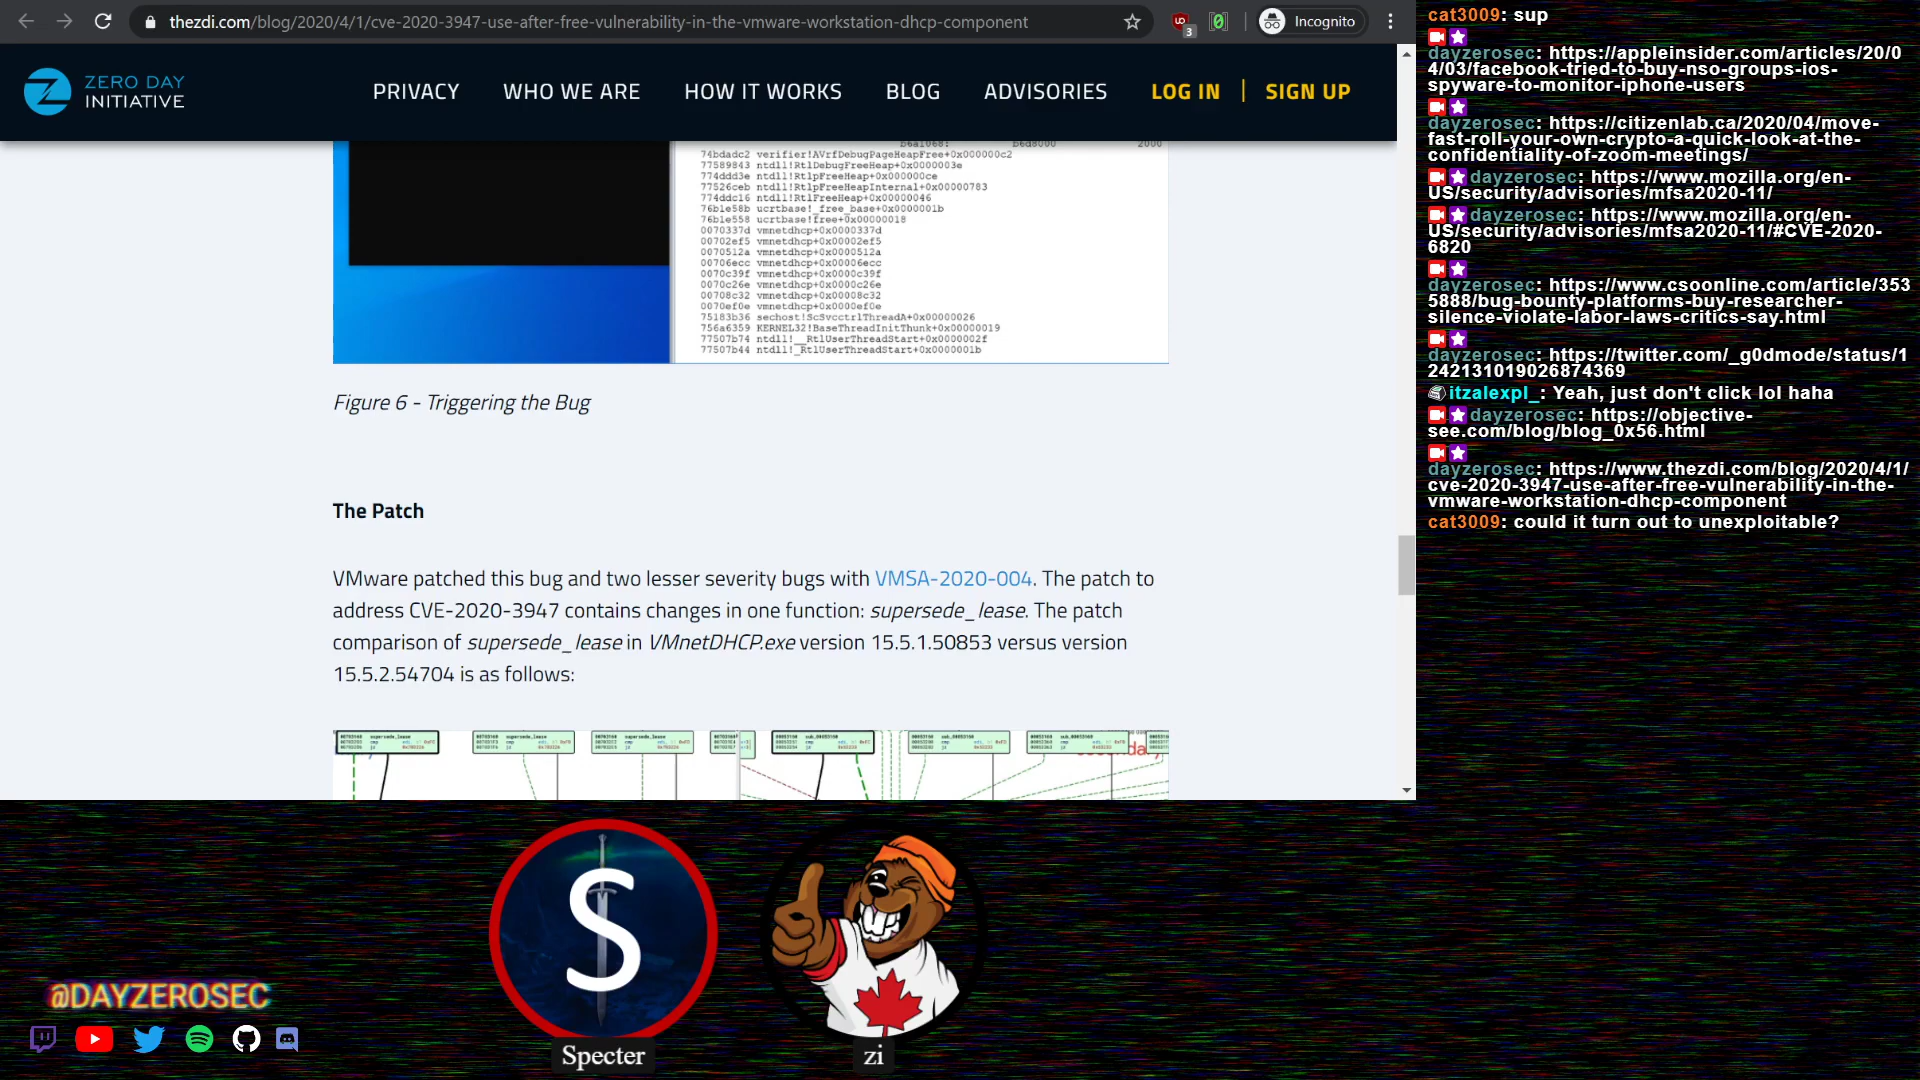 thezdi.com/blog/2020/4/1/cve-2020-3947-use-after-free-vulnerability-in-the-vmware-workstation-dhcp-component
3
Incognito
ZERO DAY
INITIATIVE
PRIVACY
WHO WE ARE
HOW IT WORKS
BLOG
ADVISORIES
LOG IN
SIGN UP
b6a1068: b6d8000 2000
74bdadc2 verifier!AVrfDebugPageHeapFree+0x000000c2
77589843 ntdll!RtlDebugFreeHeap+0x0000003e
774ddd3e ntdll!RtlpFreeHeap+0x000000ce
77526ceb ntdll!RtlpFreeHeapInternal+0x00000783
774ddc16 ntdll!RtlFreeHeap+0x00000046
76b1e58b ucrtbase!_free_base+0x0000001b
76b1e558 ucrtbase!free+0x00000018
0070337d vmnetdhcp+0x0000337d
00702ef5 vmnetdhcp+0x00002ef5
0070512a vmnetdhcp+0x0000512a
00706ecc vmnetdhcp+0x00006ecc
0070c39f vmnetdhcp+0x0000c39f
0070c26e vmnetdhcp+0x0000c26e
00708c32 vmnetdhcp+0x00008c32
0070ef0e vmnetdhcp+0x0000ef0e
75183b36 sechost!ScSvcctrlThreadA+0x00000026
756a6359 KERNEL32!BaseThreadInitThunk+0x00000019
77507b74 ntdll!__RtlUserThreadStart+0x0000002f
77507b44 ntdll!_RtlUserThreadStart+0x0000001b
Figure 6 - Triggering the Bug
The Patch
VMware patched this bug and two lesser severity bugs with VMSA-2020-004. The patch to
address CVE-2020-3947 contains changes in one function: supersede_lease. The patch
comparison of supersede_lease in VMnetDHCP.exe version 15.5.1.50853 versus version
15.5.2.54704 is as follows:
cat3009: sup
dayzerosec: https://appleinsider.com/articles/20/0
4/03/facebook-tried-to-buy-nso-groups-ios-
spyware-to-monitor-iphone-users
dayzerosec: https://citizenlab.ca/2020/04/move-
fast-roll-your-own-crypto-a-quick-look-at-the-
confidentiality-of-zoom-meetings/
dayzerosec: https://www.mozilla.org/en-
US/security/advisories/mfsa2020-11/
dayzerosec: https://www.mozilla.org/en-
US/security/advisories/mfsa2020-11/#CVE-2020-
6820
dayzerosec: https://www.csoonline.com/article/353
5888/bug-bounty-platforms-buy-researcher-
silence-violate-labor-laws-critics-say.html
dayzerosec: https://twitter.com/_g0dmode/status/1
242131019026874369
itzalexpl_: Yeah, just don't click lol haha
dayzerosec: https://objective-
see.com/blog/blog_0x56.html
dayzerosec: https://www.thezdi.com/blog/2020/4/1/
cve-2020-3947-use-after-free-vulnerability-in-the-
vmware-workstation-dhcp-component
cat3009: could it turn out to unexploitable?
@DAYZEROSEC
S
Specter
zi